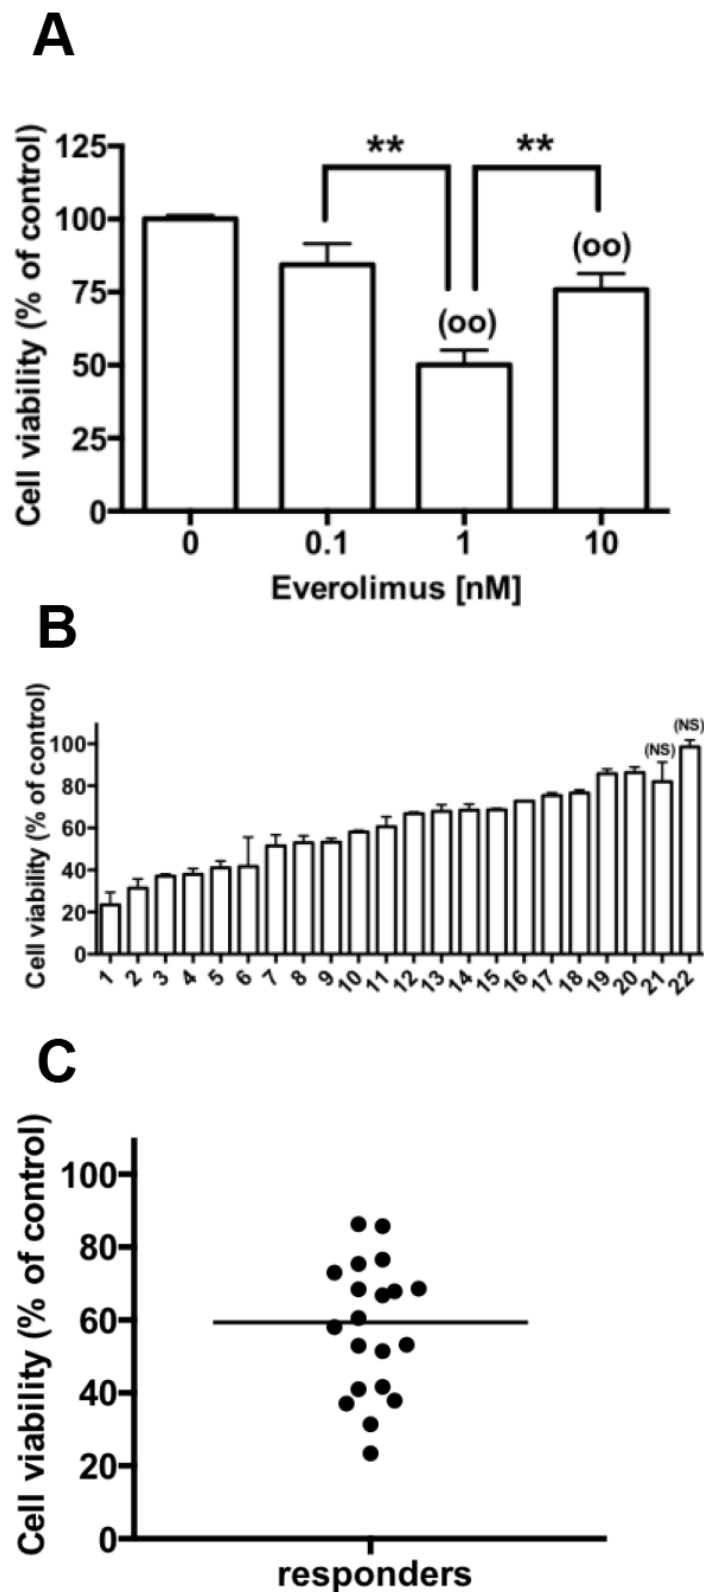 A
Cell viability (% of control)
125
100
75
50
25
0
** **
(oo)
(oo)
0 0.1 1 10
Everolimus [nM]
B
Cell viability (% of control)
100
80
60
40
20
0
(NS)
(NS)
1 2 3 4 5 6 7 8 9 10 11 12 13 14 15 16 17 18 19 20 21 22
C
Cell viability (% of control)
100
80
60
40
20
0
responders